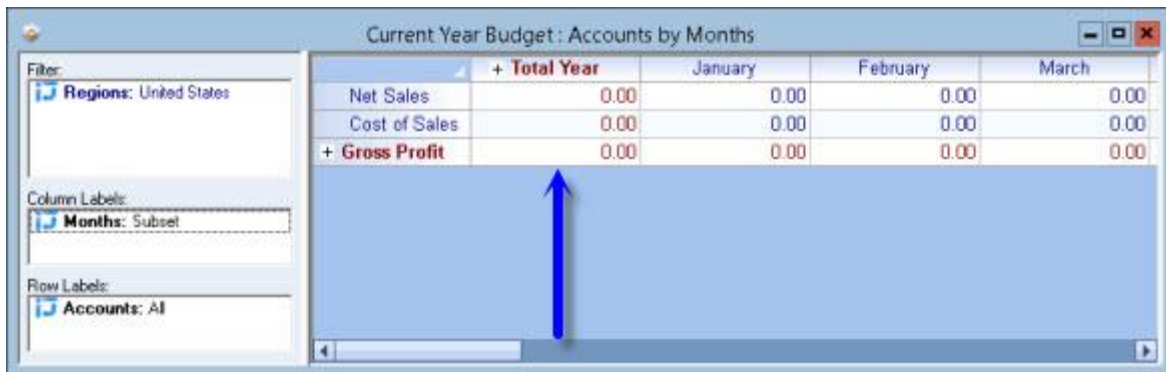 Current Year Budget : Accounts by Months
Filter:
Regions: United States
Column Labels:
Months: Subset
Row Labels:
Accounts: All
+ Total Year January February March
Net Sales 0.00 0.00 0.00 0.00
Cost of Sales 0.00 0.00 0.00 0.00
+ Gross Profit 0.00 0.00 0.00 0.00